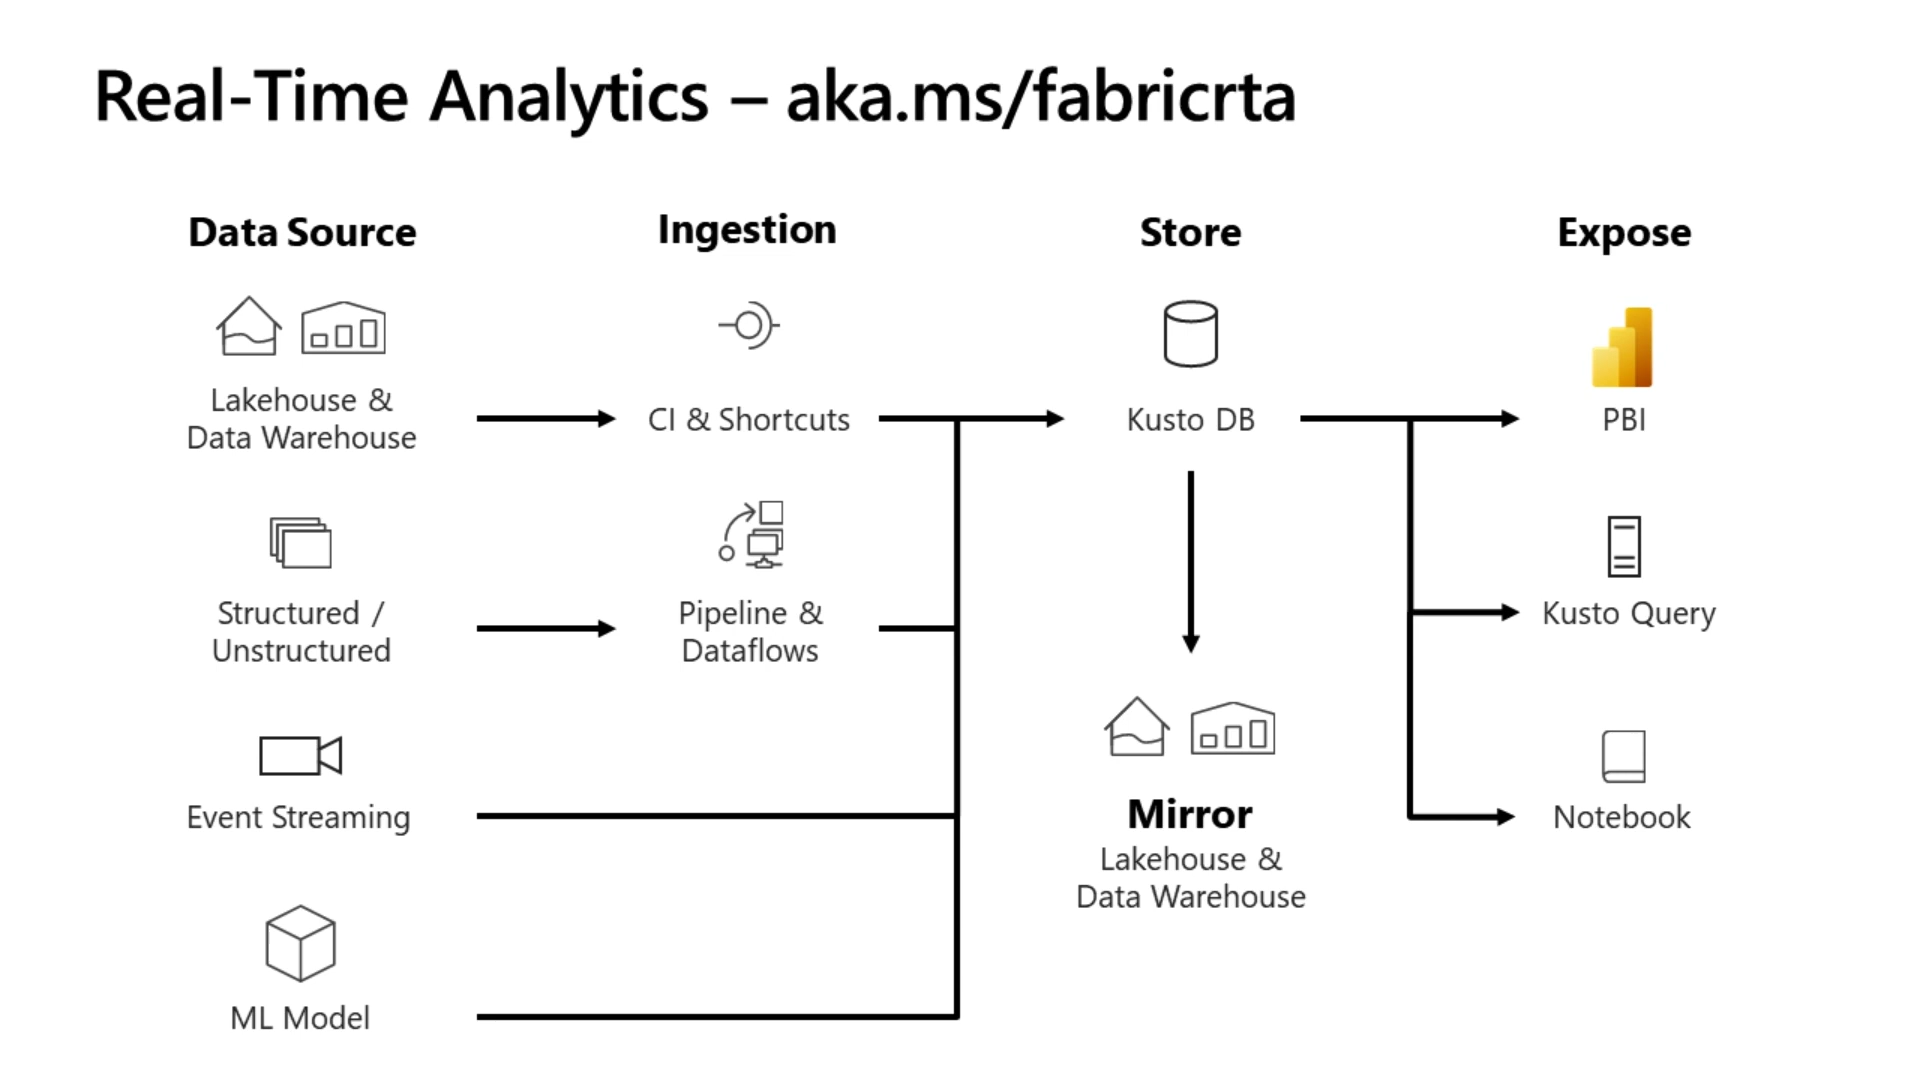 Real-Time Analytics – aka.ms/fabricrta
Data Source
Ingestion
Store
Expose
Lakehouse &
Data Warehouse
CI & Shortcuts
Kusto DB
PBI
Structured /
Unstructured
Pipeline &
Dataflows
Kusto Query
Event Streaming
Mirror
Lakehouse &
Data Warehouse
Notebook
ML Model